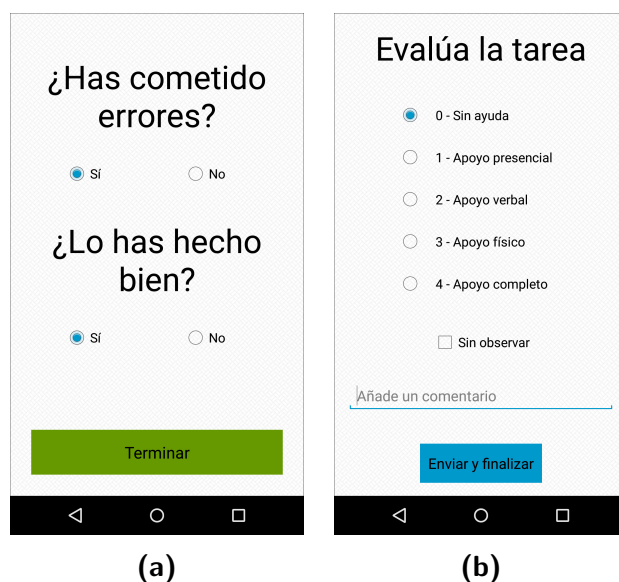 ¿Has cometido
errores?
Sí
No
¿Lo has hecho
bien?
Sí
No
Terminar
(a)
Evalúa la tarea
0 - Sin ayuda
1 - Apoyo presencial
2 - Apoyo verbal
3 - Apoyo físico
4 - Apoyo completo
Sin observar
Añade un comentario
Enviar y finalizar
(b)